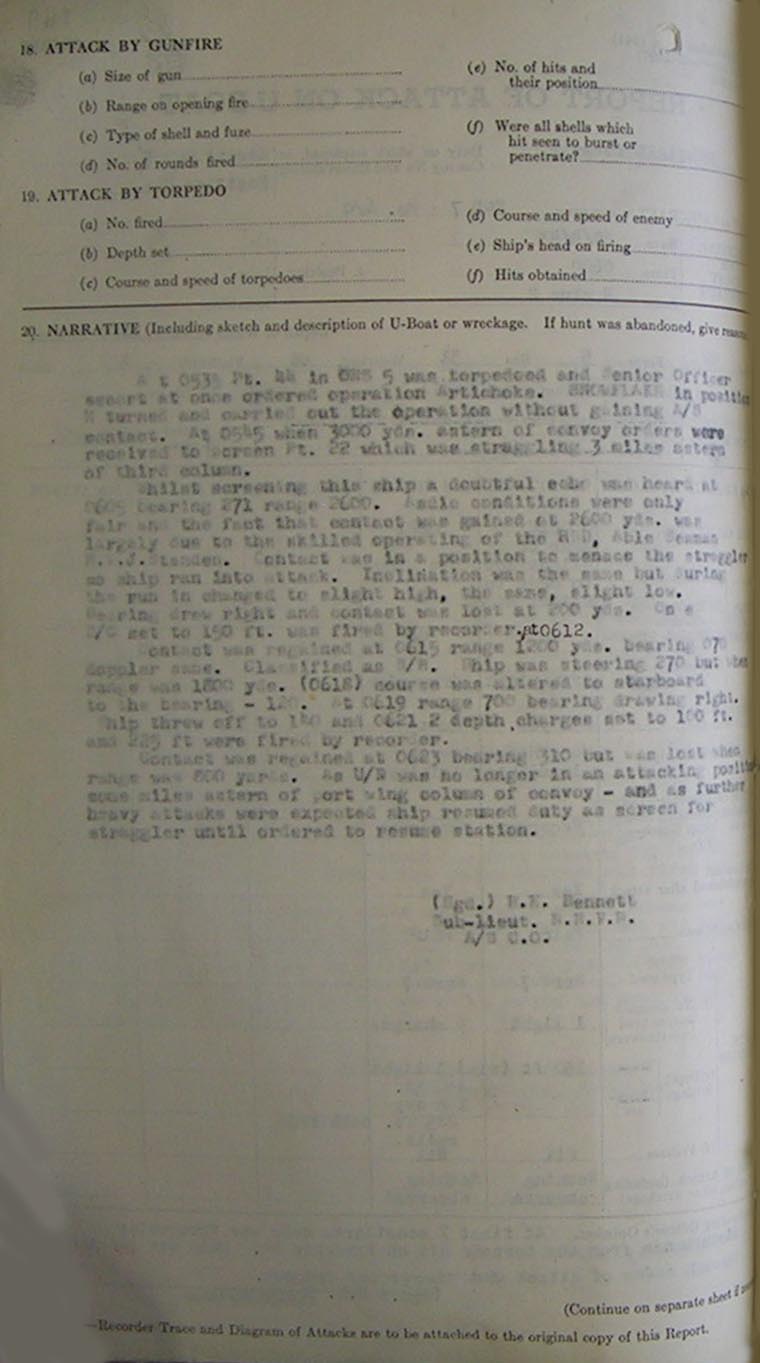 18. ATTACK BY GUNFIRE
(a) Size of gun
(b) Range on opening fire
(c) Type of shell and fuze
(d) No. of rounds fired
(e) No. of hits and
their position
(f) Were all shells which
hit seen to burst or
penetrate?
19. ATTACK BY TORPEDO
(a) No. fired
(b) Depth set
(c) Course and speed of torpedoes
(d) Course and speed of enemy
(e) Ship's head on firing
(f) Hits obtained
20. NARRATIVE (Including sketch and description of U-Boat or wreckage. If hunt was abandoned, give
At Pt. in ONS 5 was torpedoed and Senior Officer
Escort at once ordered operation Artichoke. SNOWFLAKE in position
turned and carried out the operation without gaining A/S
contact. At 0545 when 3000 yds. astern of convoy orders were
received to screen Pt. 22 which was straggling 3 miles astern
of third column.
Whilst screening this ship a doubtful echo was heard at
bearing 271 range 2600. Asdic conditions were only
fair and the fact that contact was gained at 2600 yds. was
largely due to the skilled operating of the Able Seaman
Contact was in a position to menace the straggler
so ship ran into attack. Inclination was the same but during
the run in changed to slight high, the same, slight low.
Bearing drew right and contact was lost at 200 yds. One
D/C set to 150 ft. was fired by recorder at 0612.
Contact was regained at 0615 range 1200 yds. bearing
doppler same. Classified as Ship was steering 270 but when
range was 1800 yds. (0618) course was altered to starboard
to the bearing - At 0619 range 700 bearing drawing right.
Ship threw off to and 0621 2 depth charges set to 100 ft.
and 225 ft were fired by recorder.
Contact was regained at 0623 bearing 310 but was lost when
range was 800 yards. As U/B was no longer in an attacking
some miles astern of port wing column of convoy - and as further
heavy attacks were expected ship resumed duty as screen for
straggler until ordered to resume station.
(Sgd.) Bennett
Sub-lieut. R.N.V.R.
A/S C.O.
(Continue on separate sheet if
Recorder Trace and Diagram of Attacks are to be attached to the original copy of this Report.